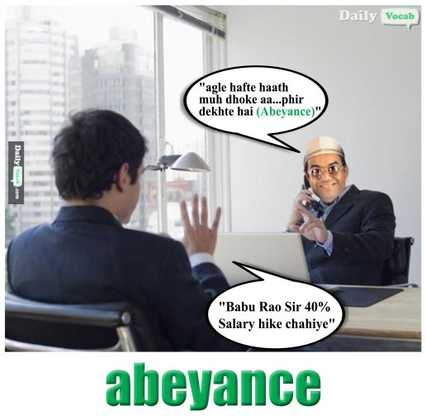 Daily Vocab
"agle hafte haath
muh dhoke aa...phir
dekhte hai (Abeyance)"
Daily Vocab .com
"Babu Rao Sir 40%
Salary hike chahiye"
abeyance